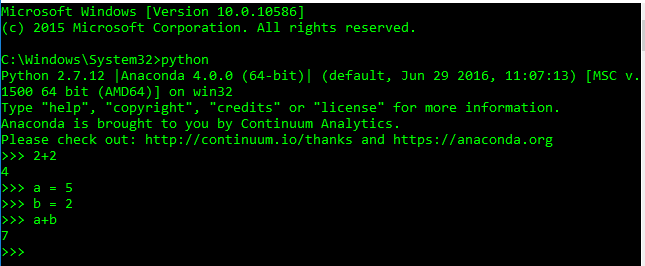 Microsoft Windows [Version 10.0.10586]
(c) 2015 Microsoft Corporation. All rights reserved.
C:\Windows\System32>python
Python 2.7.12 |Anaconda 4.0.0 (64-bit)| (default, Jun 29 2016, 11:07:13) [MSC v.
1500 64 bit (AMD64)] on win32
Type "help", "copyright", "credits" or "license" for more information.
Anaconda is brought to you by Continuum Analytics.
Please check out: http://continuum.io/thanks and https://anaconda.org
>>> 2+2
4
>>> a = 5
>>> b = 2
>>> a+b
7
>>>